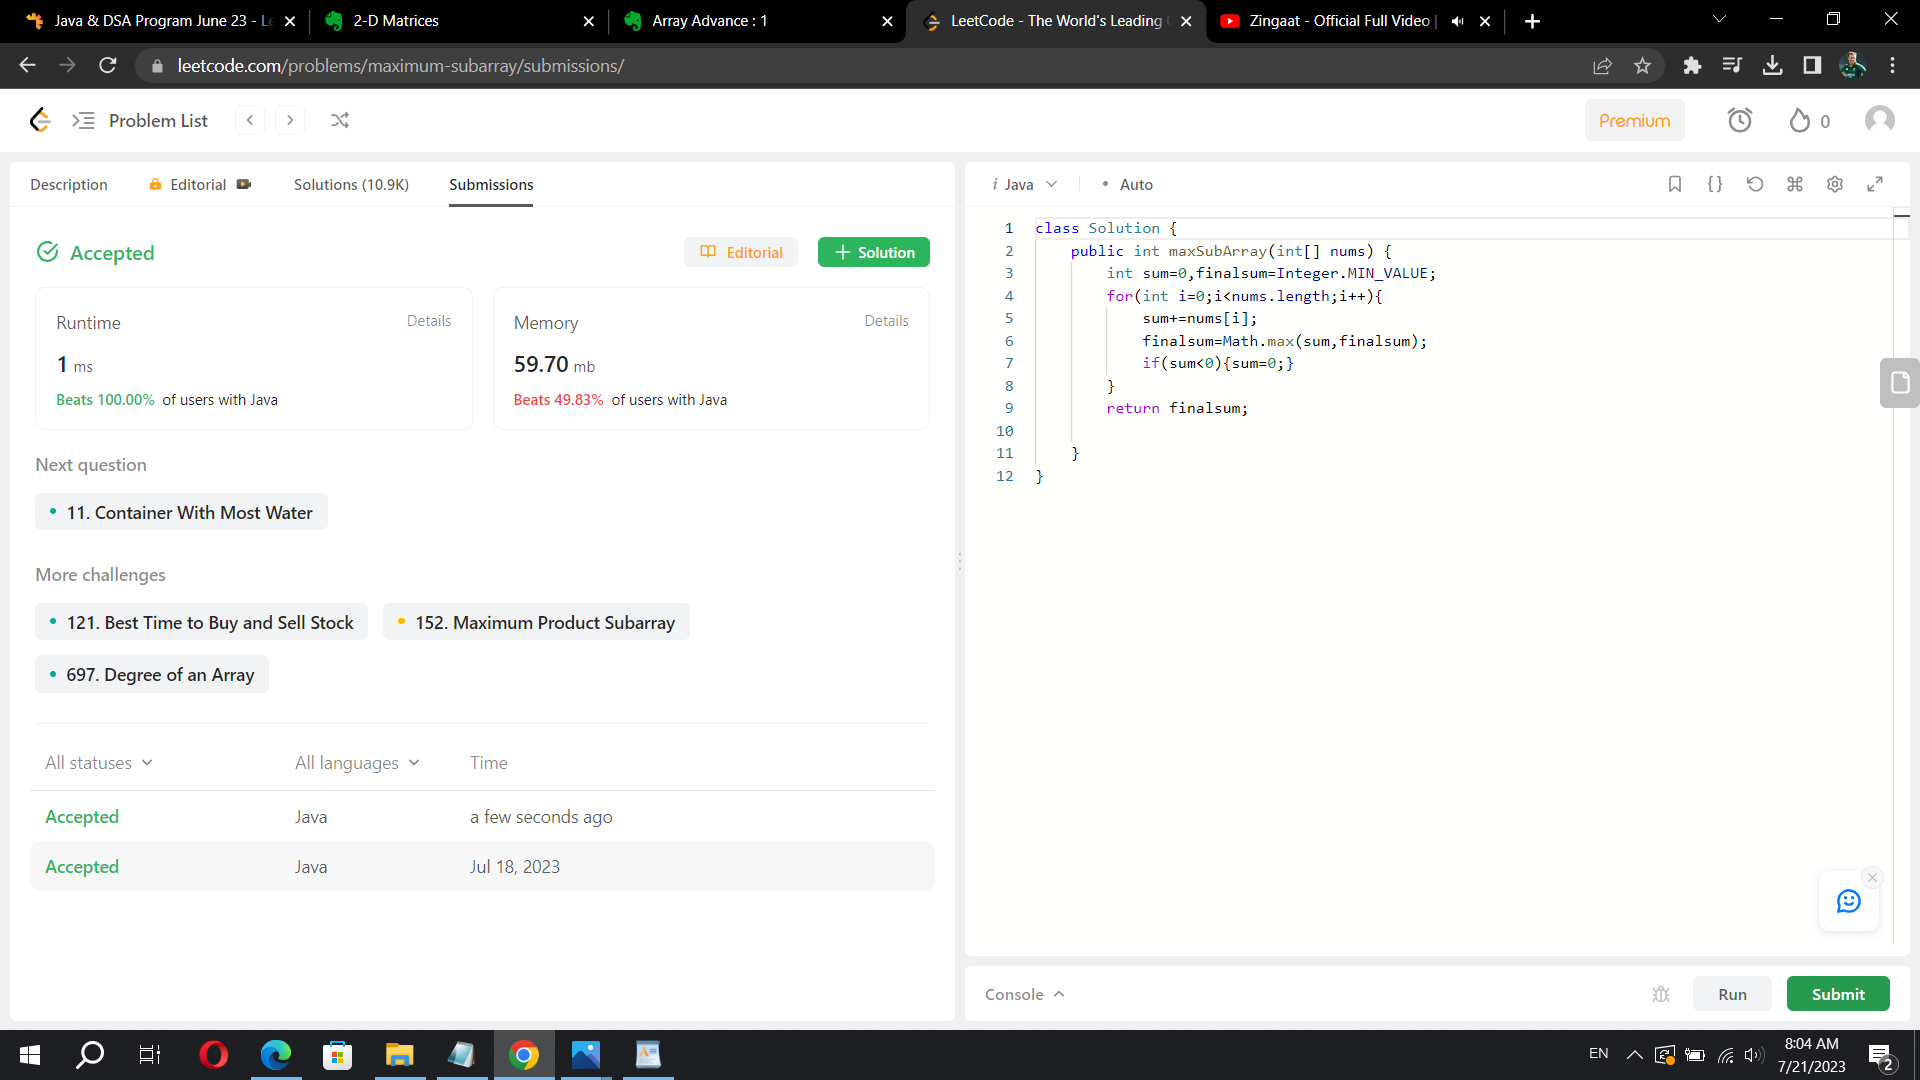 Java & DSA Program June 23 - Le
2-D Matrices
Array Advance : 1
LeetCode - The World's Leading
Zingaat - Official Full Video |
leetcode.com/problems/maximum-subarray/submissions/
Problem List
Premium
0
Description
Editorial
Solutions (10.9K)
Submissions
Accepted
Editorial
Solution
Runtime
Details
1 ms
Beats 100.00% of users with Java
Memory
Details
59.70 mb
Beats 49.83% of users with Java
Next question
11. Container With Most Water
More challenges
121. Best Time to Buy and Sell Stock
152. Maximum Product Subarray
697. Degree of an Array
All statuses
All languages
Time
Accepted Java a few seconds ago
Accepted Java Jul 18, 2023
i Java
• Auto
1 class Solution {
2 public int maxSubArray(int[] nums) {
3 int sum=0,finalsum=Integer.MIN_VALUE;
4 for(int i=0;i<nums.length;i++){
5 sum+=nums[i];
6 finalsum=Math.max(sum,finalsum);
7 if(sum<0){sum=0;}
8 }
9 return finalsum;
10
11 }
12 }
Console
Run
Submit
EN
8:04 AM
7/21/2023
2